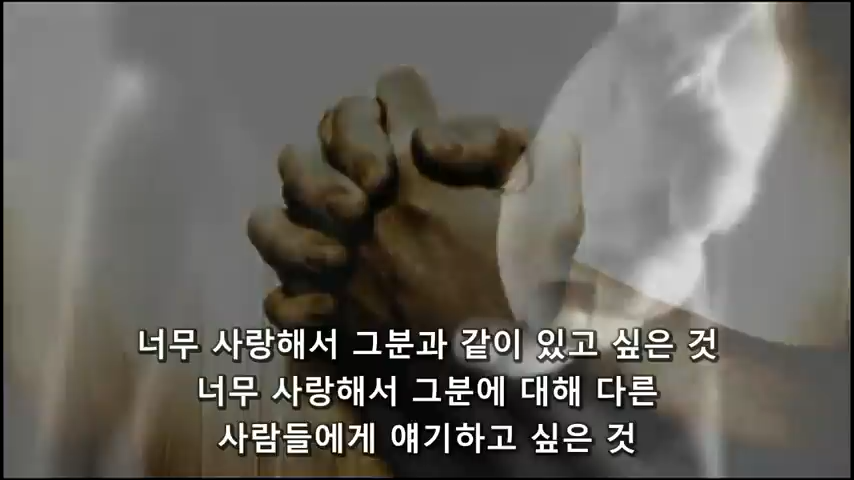 너무 사랑해서 그분과 같이 있고 싶은 것
너무 사랑해서 그분에 대해 다른
사람들에게 얘기하고 싶은 것